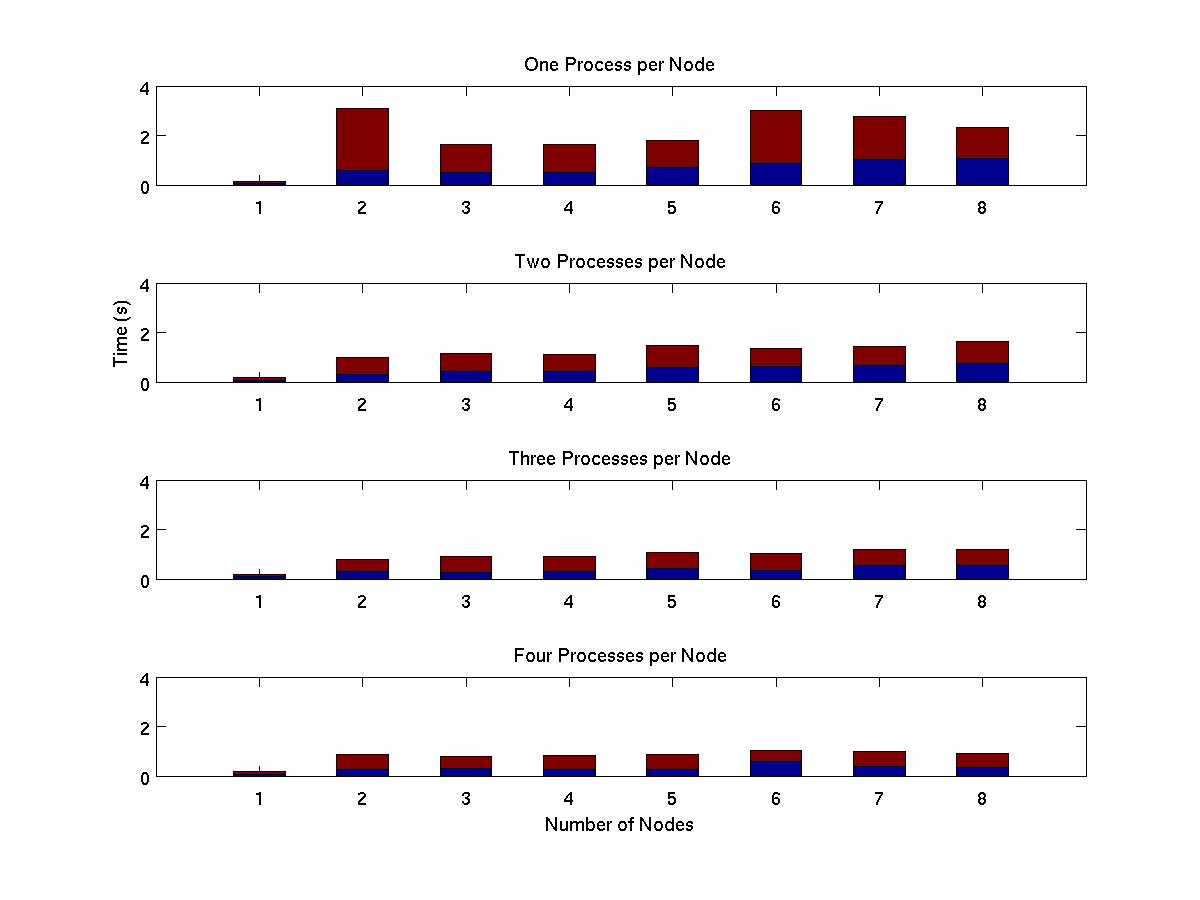 One Process per Node
4
2
0
1 2 3 4 5 6 7 8
Two Processes per Node
4
2
0
1 2 3 4 5 6 7 8
Time (s)
Three Processes per Node
4
2
0
1 2 3 4 5 6 7 8
Four Processes per Node
4
2
0
1 2 3 4 5 6 7 8
Number of Nodes